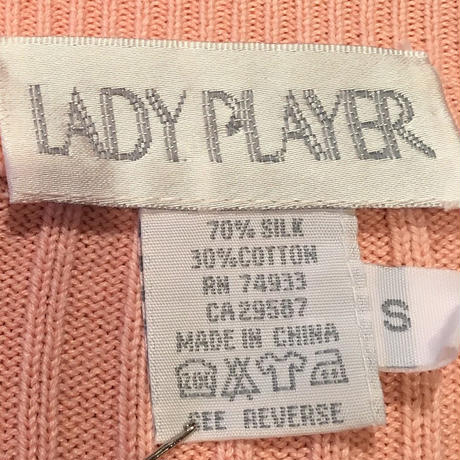 LADY PLAYER
70% SILK
30% COTTON
RN 74933
CA 29587
MADE IN CHINA
SEE REVERSE
S